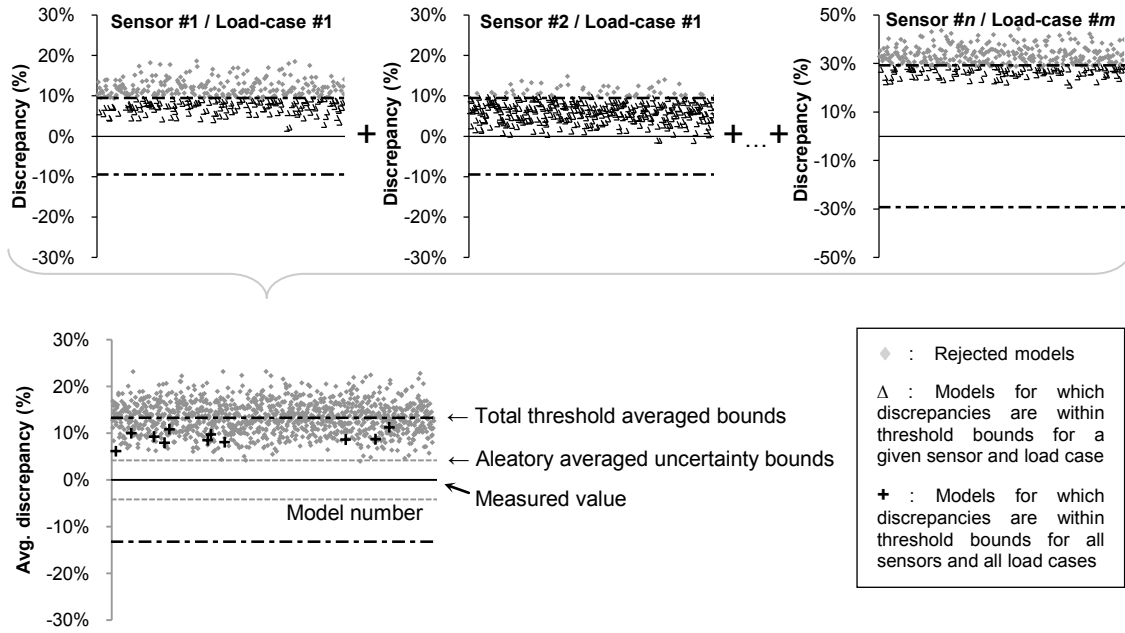 Sensor #1 / Load-case #1
Discrepancy (%)
30%
20%
10%
0%
-10%
-20%
-30%
+
Sensor #2 / Load-case #1
Discrepancy (%)
30%
20%
10%
0%
-10%
-20%
-30%
+...+
Sensor #n / Load-case #m
Discrepancy (%)
50%
30%
10%
-10%
-30%
-50%
Avg. discrepancy (%)
30%
20%
10%
0%
-10%
-20%
-30%
← Total threshold averaged bounds
← Aleatory averaged uncertainty bounds
Measured value
Model number
: Rejected models
Δ : Models for which
discrepancies are within
threshold bounds for a
given sensor and load case
+ : Models for which
discrepancies are within
threshold bounds for all
sensors and all load cases